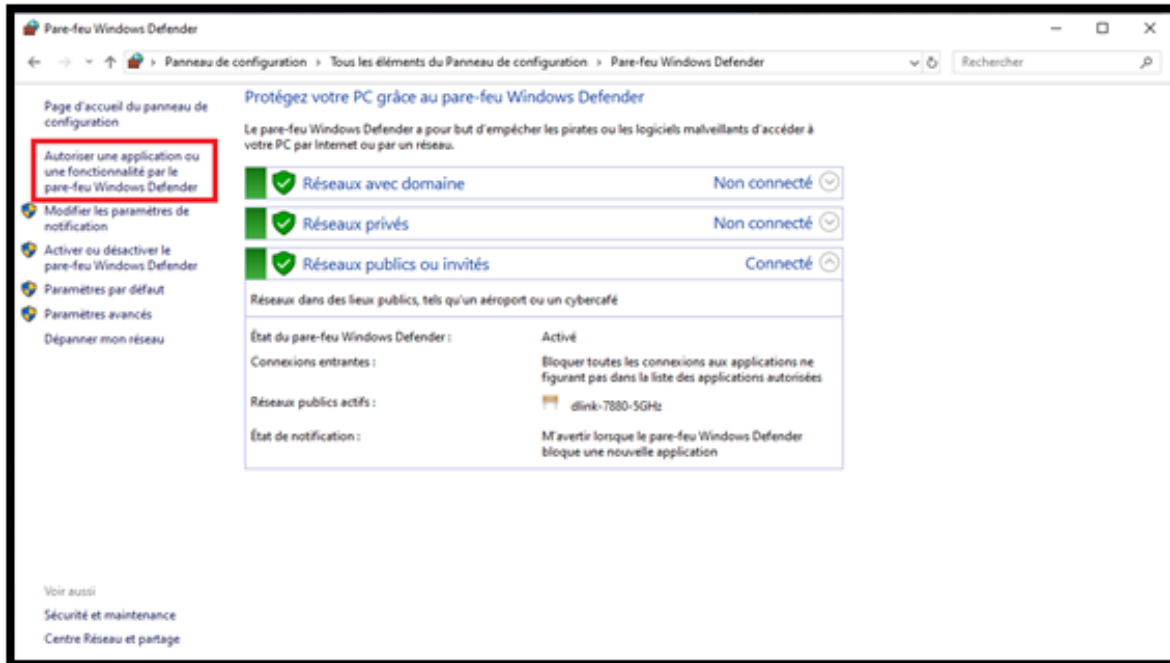 Pare-feu Windows Defender
Panneau de configuration › Tous les éléments du Panneau de configuration › Pare-feu Windows Defender
Rechercher
Page d'accueil du panneau de
configuration
Autoriser une application ou
une fonctionnalité par le
pare-feu Windows Defender
Modifier les paramètres de
notification
Activer ou désactiver le
pare-feu Windows Defender
Paramètres par défaut
Paramètres avancés
Dépanner mon réseau
Protégez votre PC grâce au pare-feu Windows Defender
Le pare-feu Windows Defender a pour but d'empêcher les pirates ou les logiciels malveillants d'accéder à
votre PC par Internet ou par un réseau.
Réseaux avec domaine Non connecté
Réseaux privés Non connecté
Réseaux publics ou invités Connecté
Réseaux dans des lieux publics, tels qu'un aéroport ou un cybercafé
État du pare-feu Windows Defender : Activé
Connexions entrantes : Bloquer toutes les connexions aux applications ne
figurant pas dans la liste des applications autorisées
Réseaux publics actifs : dlink-7880-5GHz
État de notification : M'avertir lorsque le pare-feu Windows Defender
bloque une nouvelle application
Voir aussi
Sécurité et maintenance
Centre Réseau et partage